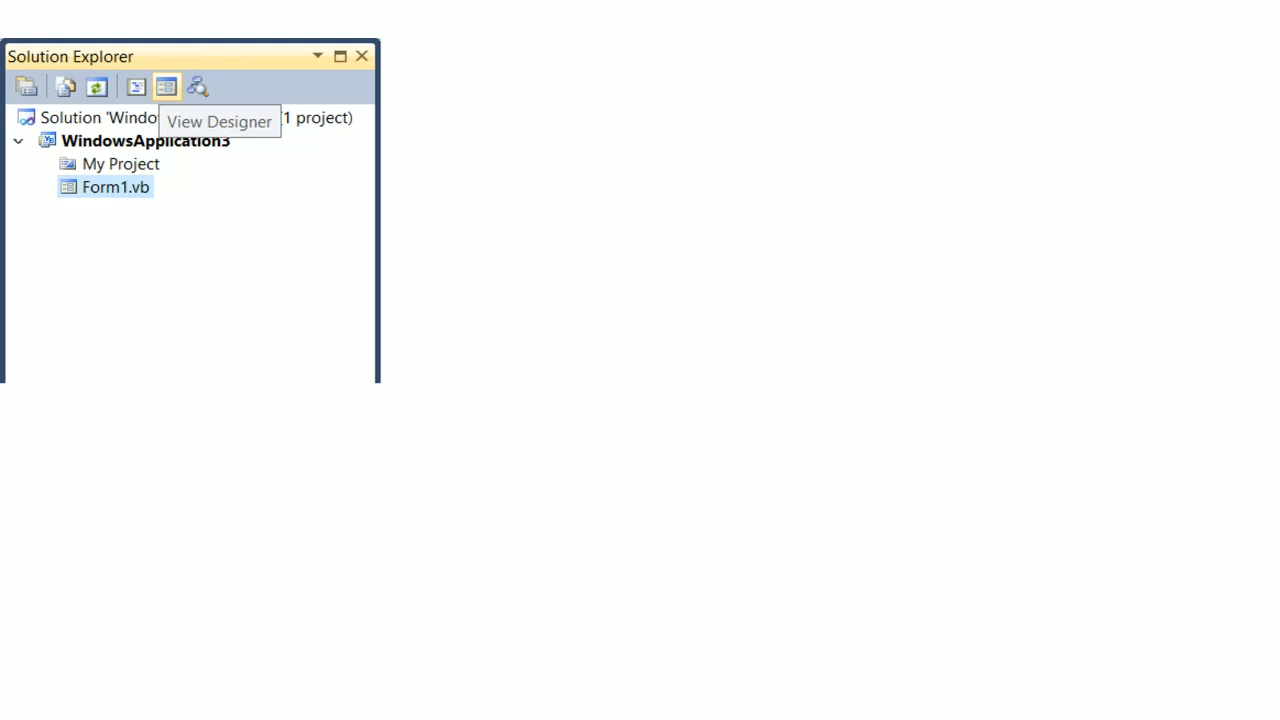 Solution Explorer
Solution 'Windo
1 project)
View Designer
WindowsApplication3
My Project
Form1.vb